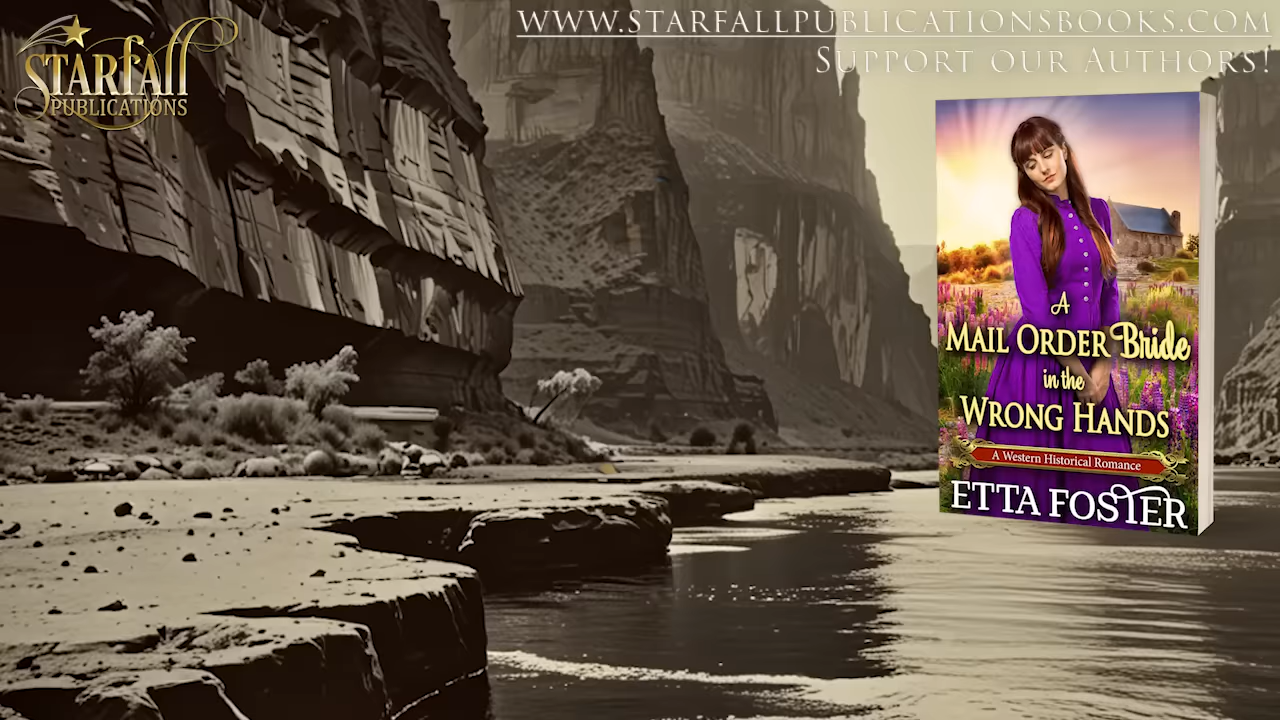 STARfall
PUBLICATIONS
WWW.STARFALLPUBLICATIONSBOOKS.COM
SUPPORT OUR AUTHORS!
A
MAIL ORDER Bride
in the
WRONG HANDS
A Western Historical Romance
ETTA FOSTER